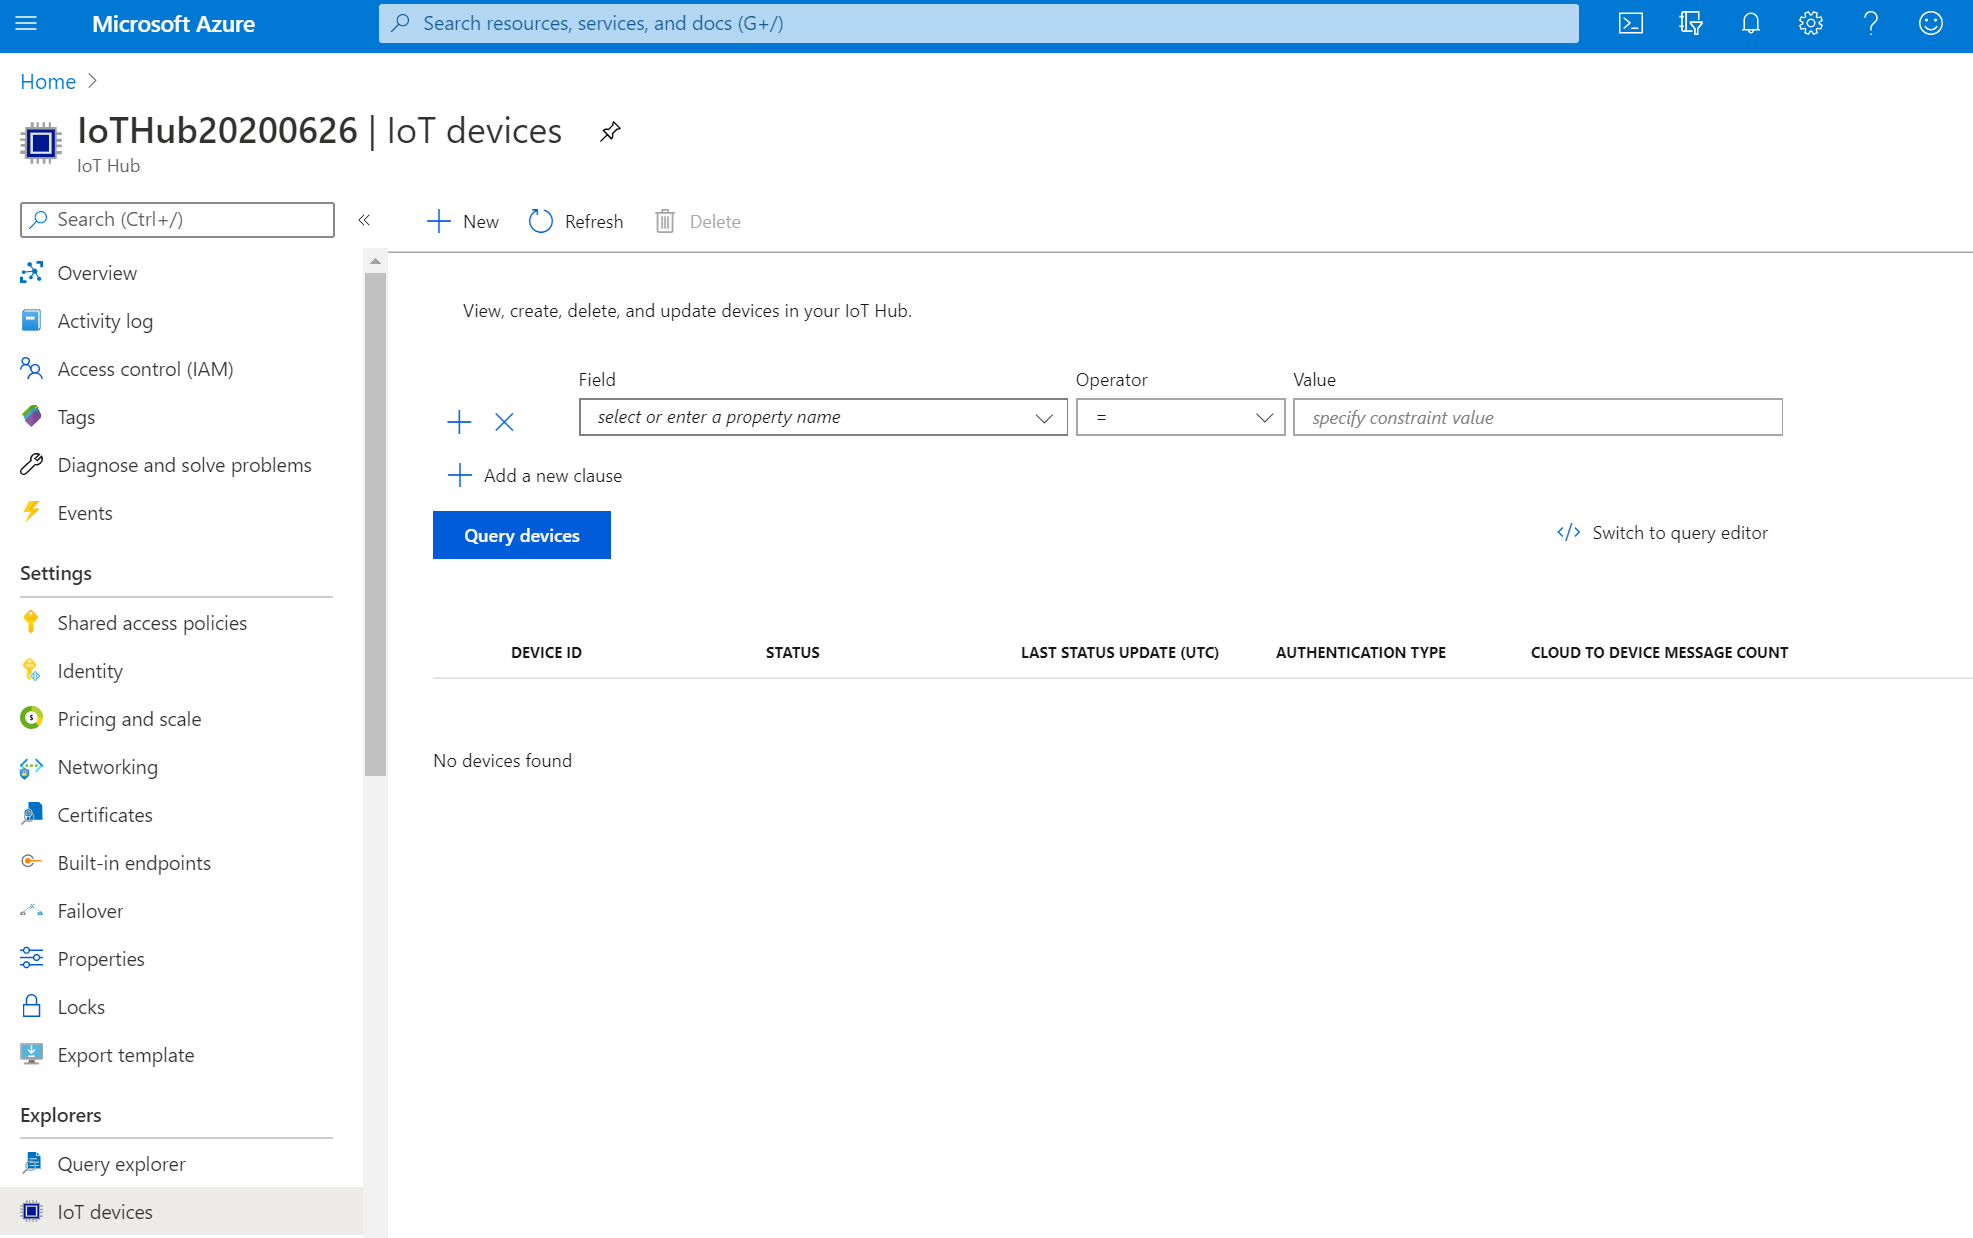 Microsoft Azure
Search resources, services, and docs (G+/)
Home
IoTHub20200626 | IoT devices
IoT Hub
Search (Ctrl+/)
«
New
Refresh
Delete
Overview
Activity log
Access control (IAM)
Tags
Diagnose and solve problems
Events
Settings
Shared access policies
Identity
Pricing and scale
Networking
Certificates
Built-in endpoints
Failover
Properties
Locks
Export template
Explorers
Query explorer
IoT devices
View, create, delete, and update devices in your IoT Hub.
Field
Operator
Value
select or enter a property name
=
specify constraint value
Add a new clause
Query devices
</> Switch to query editor
DEVICE ID
STATUS
LAST STATUS UPDATE (UTC)
AUTHENTICATION TYPE
CLOUD TO DEVICE MESSAGE COUNT
No devices found